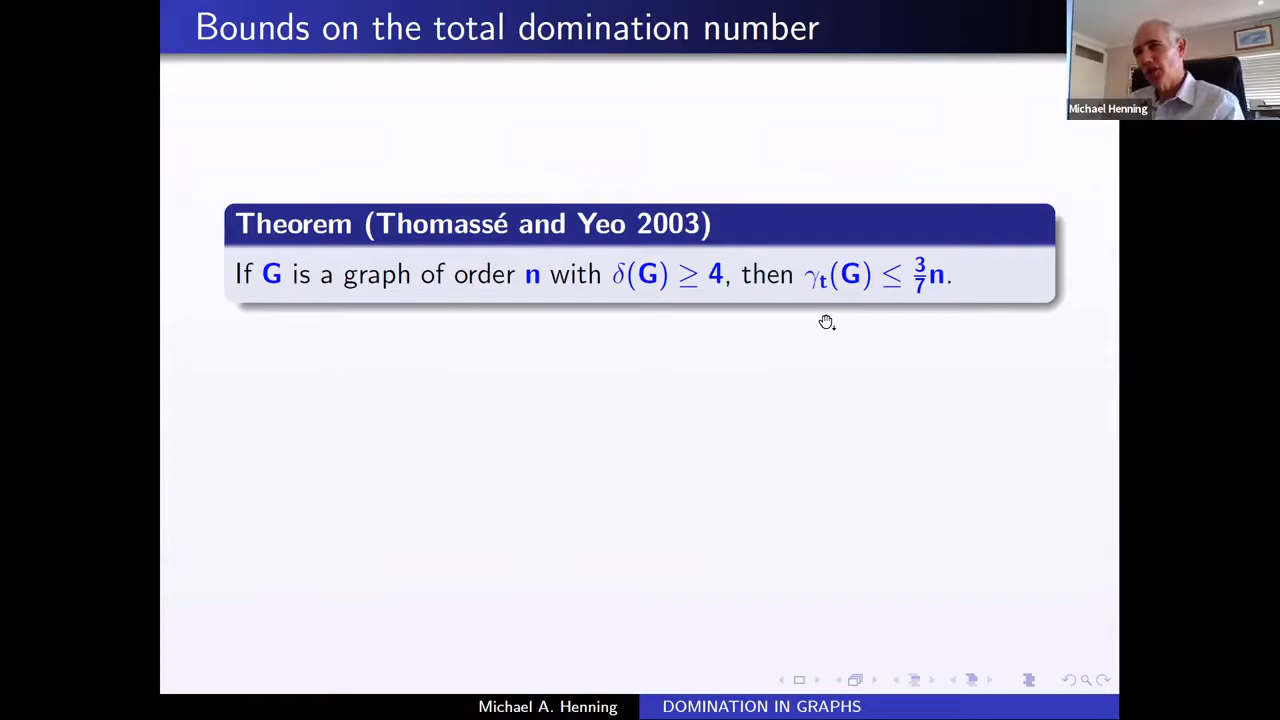 Bounds on the total domination number
Michael Henning
Theorem (Thomassé and Yeo 2003)
If G is a graph of order n with δ(G) ≥ 4, then γt(G) ≤ 3/7 n.
Michael A. Henning
DOMINATION IN GRAPHS